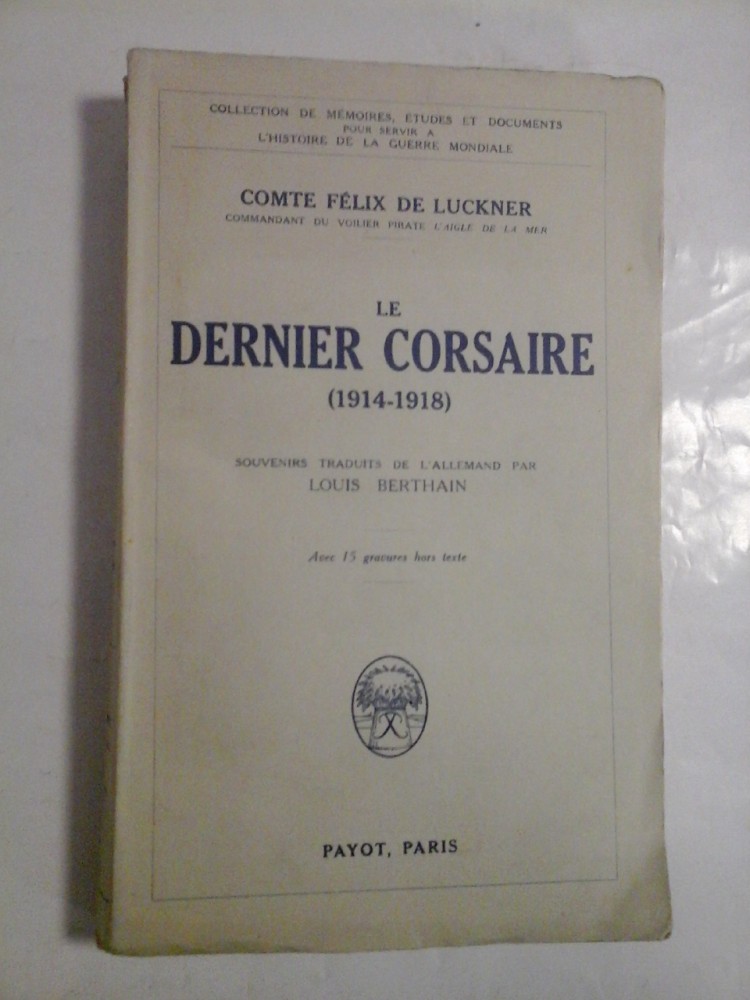 COLLECTION DE MÉMOIRES, ÉTUDES ET DOCUMENTS
POUR SERVIR A
L'HISTOIRE DE LA GUERRE MONDIALE
COMTE FÉLIX DE LUCKNER
COMMANDANT DU VOILIER PIRATE L'AIGLE DE LA MER
LE
DERNIER CORSAIRE
(1914-1918)
SOUVENIRS TRADUITS DE L'ALLEMAND PAR
LOUIS BERTHAIN
Avec 15 gravures hors texte
PAYOT, PARIS